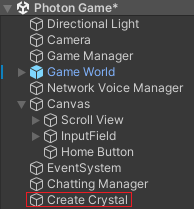 Photon Game*
Directional Light
Camera
Game Manager
Game World
Network Voice Manager
Canvas
Scroll View
InputField
Home Button
EventSystem
Chatting Manager
Create Crystal